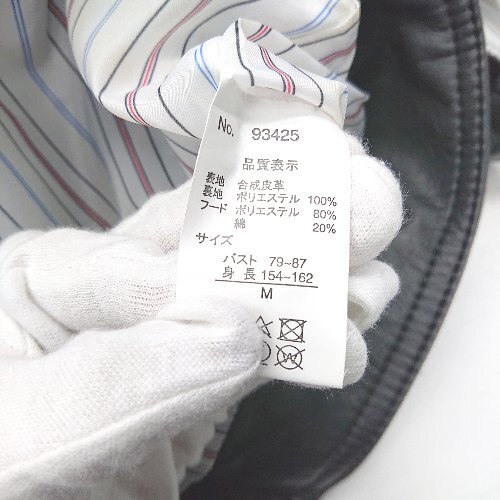 No. 93425
品質表示
表地 合成皮革
裏地 ポリエステル 100%
フード ポリエステル 80%
綿 20%
サイズ
バスト 79~87
身長 154~162
M